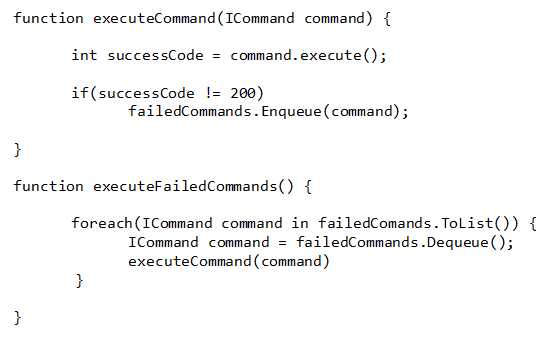 function executeCommand(ICommand command) {
int successCode = command.execute();
if(successCode != 200)
failedCommands.Enqueue(command);
}
function executeFailedCommands() {
foreach(ICommand command in failedComands.ToList()) {
ICommand command = failedCommands.Dequeue();
executeCommand(command)
}
}